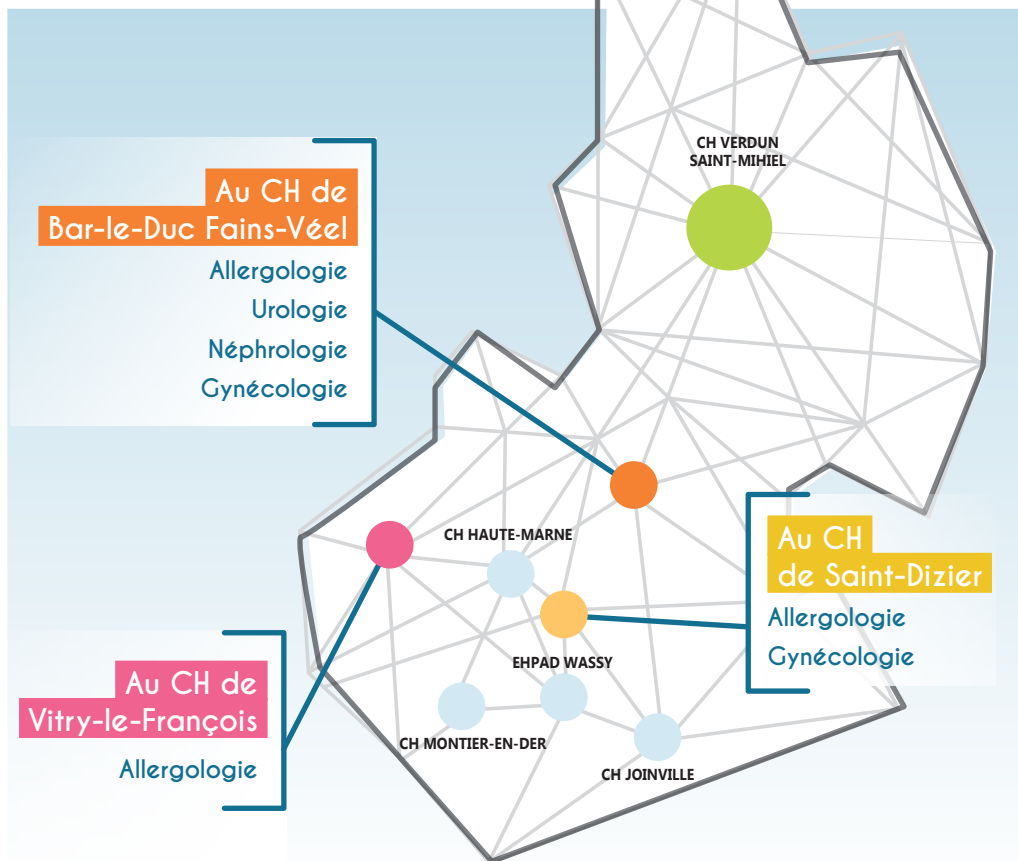 CH VERDUN
SAINT-MIHIEL
Au CH de
Bar-le-Duc Fains-Véel
Allergologie
Urologie
Néphrologie
Gynécologie
CH HAUTE-MARNE
Au CH
de Saint-Dizier
Allergologie
Gynécologie
EHPAD WASSY
Au CH de
Vitry-le-François
Allergologie
CH MONTIER-EN-DER
CH JOINVILLE